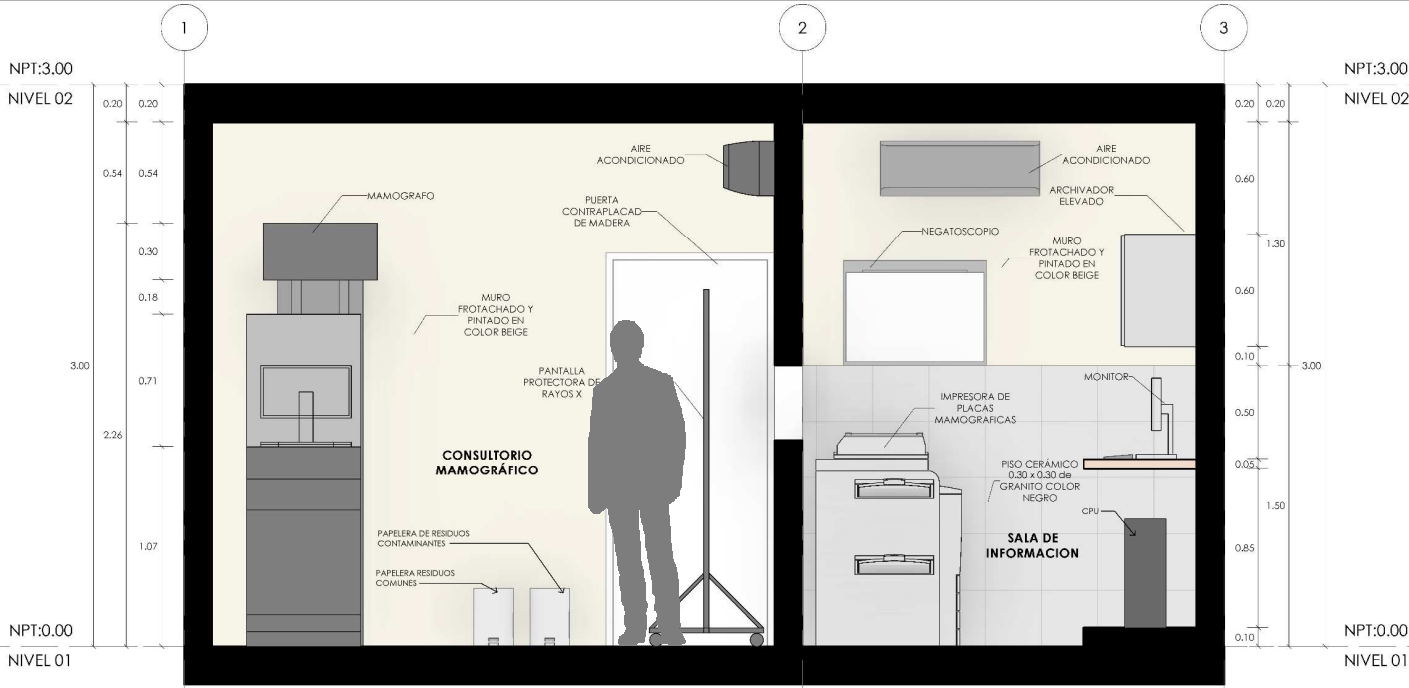 1
2
3
NPT:3.00
NIVEL 02
NPT:3.00
NIVEL 02
0.20
0.20
0.54
0.54
0.30
0.18
3.00
0.71
2.26
1.07
NPT:0.00
NIVEL 01
MAMOGRAFO
AIRE
ACONDICIONADO
PUERTA
CONTRAPLACAD
DE MADERA
MURO
FROTACHADO Y
PINTADO EN
COLOR BEIGE
PANTALLA
PROTECTORA DE
RAYOS X
CONSULTORIO
MAMOGRÁFICO
PAPELERA DE RESIDUOS
CONTAMINANTES
PAPELERA RESIDUOS
COMUNES
AIRE
ACONDICIONADO
ARCHIVADOR
ELEVADO
NEGATOSCOPIO
MURO
FROTACHADO Y
PINTADO EN
COLOR BEIGE
MONITOR
IMPRESORA DE
PLACAS
MAMOGRAFICAS
PISO CERÁMICO
0.30 x 0.30 de
GRANITO COLOR
NEGRO
CPU
SALA DE
INFORMACION
0.20
0.20
0.60
1.30
0.60
0.10
3.00
0.50
0.05
1.50
0.85
0.10
NPT:0.00
NIVEL 01